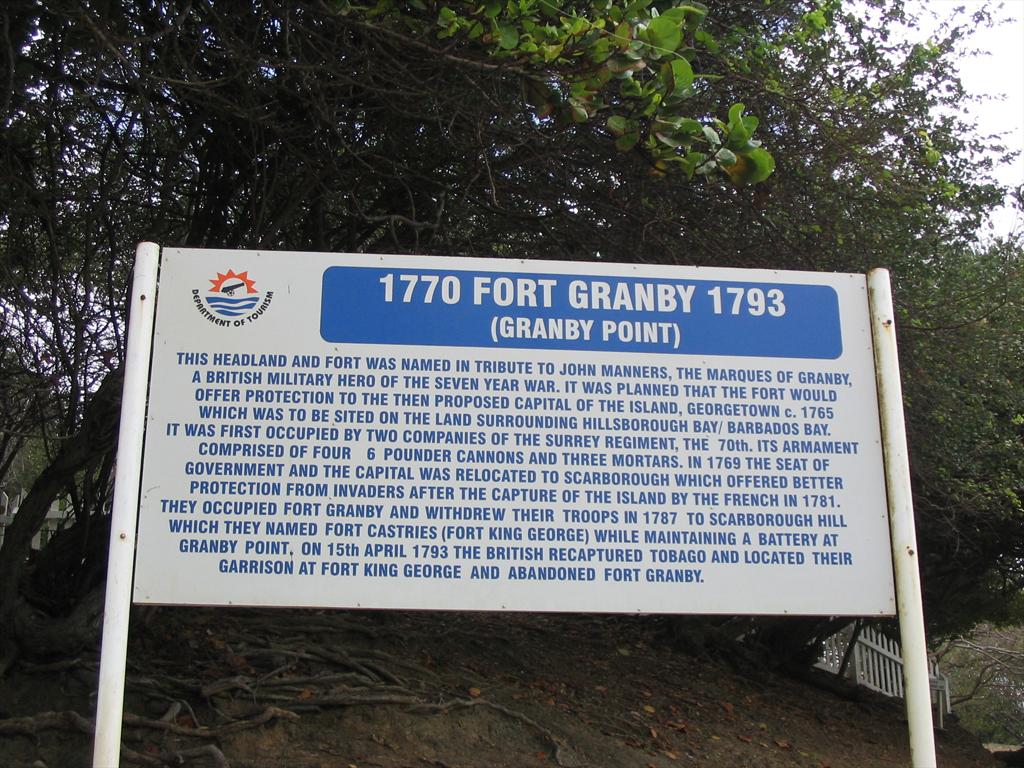 DEPARTMENT OF TOURISM
1770 FORT GRANBY 1793
(GRANBY POINT)
THIS HEADLAND AND FORT WAS NAMED IN TRIBUTE TO JOHN MANNERS, THE MARQUES OF GRANBY,
A BRITISH MILITARY HERO OF THE SEVEN YEAR WAR. IT WAS PLANNED THAT THE FORT WOULD
OFFER PROTECTION TO THE THEN PROPOSED CAPITAL OF THE ISLAND, GEORGETOWN c. 1765
WHICH WAS TO BE SITED ON THE LAND SURROUNDING HILLSBOROUGH BAY/ BARBADOS BAY.
IT WAS FIRST OCCUPIED BY TWO COMPANIES OF THE SURREY REGIMENT, THE 70th. ITS ARMAMENT
COMPRISED OF FOUR 6 POUNDER CANNONS AND THREE MORTARS. IN 1769 THE SEAT OF
GOVERNMENT AND THE CAPITAL WAS RELOCATED TO SCARBOROUGH WHICH OFFERED BETTER
PROTECTION FROM INVADERS AFTER THE CAPTURE OF THE ISLAND BY THE FRENCH IN 1781.
THEY OCCUPIED FORT GRANBY AND WITHDREW THEIR TROOPS IN 1787 TO SCARBOROUGH HILL
WHICH THEY NAMED FORT CASTRIES (FORT KING GEORGE) WHILE MAINTAINING A BATTERY AT
GRANBY POINT, ON 15th APRIL 1793 THE BRITISH RECAPTURED TOBAGO AND LOCATED THEIR
GARRISON AT FORT KING GEORGE AND ABANDONED FORT GRANBY.